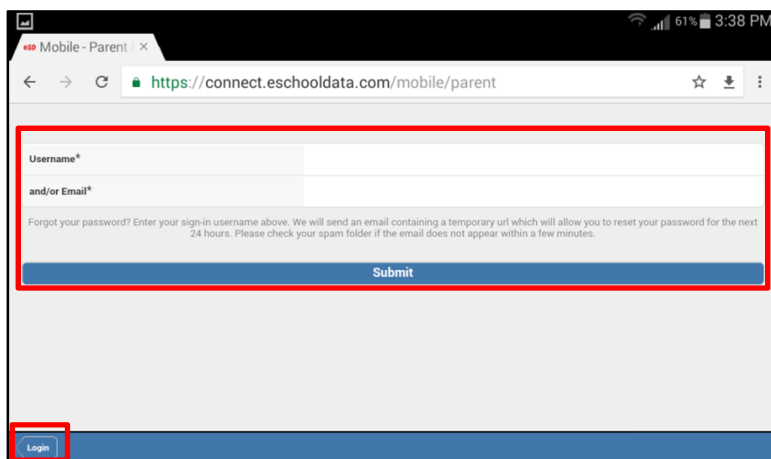 61% 3:38 PM
esD Mobile - Parent
https://connect.eschooldata.com/mobile/parent
Username*
and/or Email*
Forgot your password? Enter your sign-in username above. We will send an email containing a temporary url which will allow you to reset your password for the next
24 hours. Please check your spam folder if the email does not appear within a few minutes.
Submit
Login